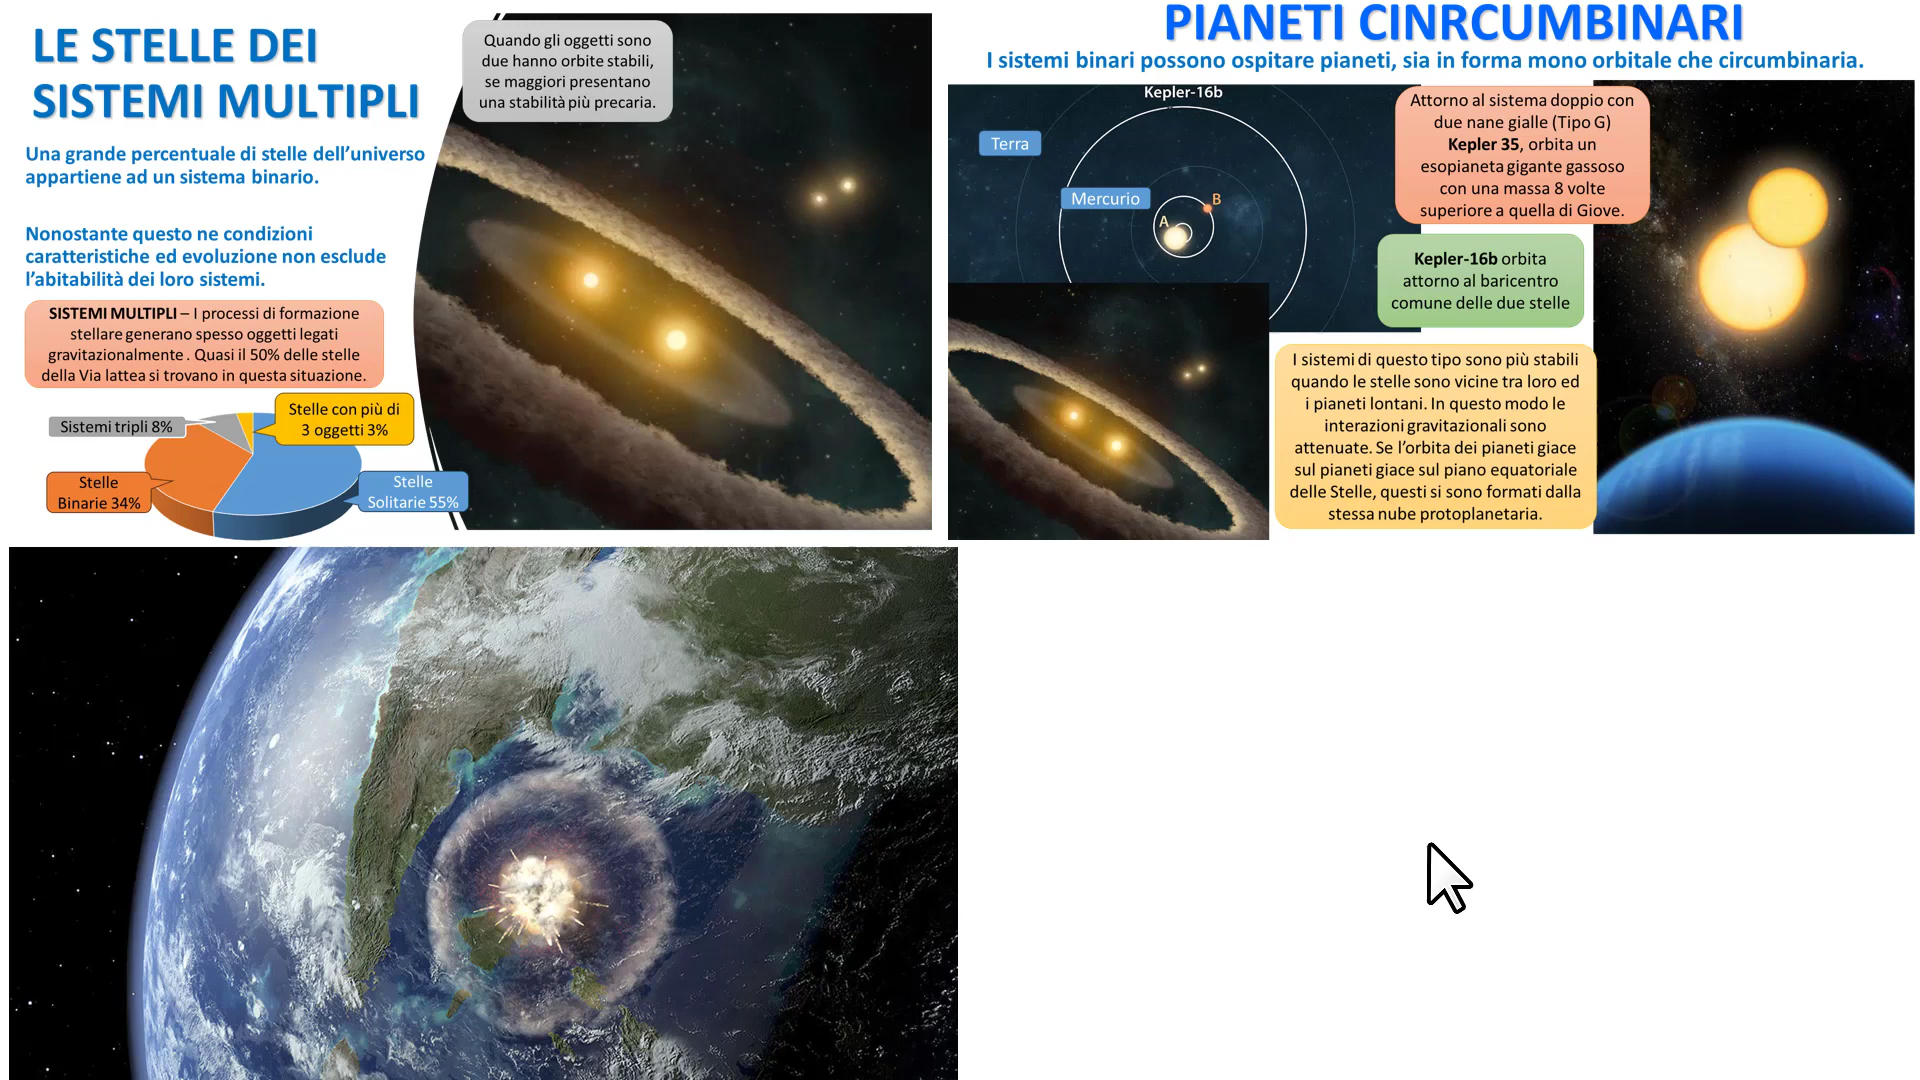 LE STELLE DEI
SISTEMI MULTIPLI
Una grande percentuale di stelle dell'universo
appartiene ad un sistema binario.
Nonostante questo ne condizioni
caratteristiche ed evoluzione non esclude
l'abitabilità dei loro sistemi.
SISTEMI MULTIPLI – I processi di formazione
stellare generano spesso oggetti legati
gravitazionalmente . Quasi il 50% delle stelle
della Via lattea si trovano in questa situazione.
Sistemi tripli 8%
Stelle con più di
3 oggetti 3%
Stelle
Binarie 34%
Stelle
Solitarie 55%
Quando gli oggetti sono
due hanno orbite stabili,
se maggiori presentano
una stabilità più precaria.
PIANETI CINRCUMBINARI
I sistemi binari possono ospitare pianeti, sia in forma mono orbitale che circumbinaria.
Kepler-16b
Terra
Mercurio
A
B
Attorno al sistema doppio con
due nane gialle (Tipo G)
Kepler 35, orbita un
esopianeta gigante gassoso
con una massa 8 volte
superiore a quella di Giove.
Kepler-16b orbita
attorno al baricentro
comune delle due stelle
I sistemi di questo tipo sono più stabili
quando le stelle sono vicine tra loro ed
i pianeti lontani. In questo modo le
interazioni gravitazionali sono
attenuate. Se l'orbita dei pianeti giace
sul pianeti giace sul piano equatoriale
delle Stelle, questi si sono formati dalla
stessa nube protoplanetaria.